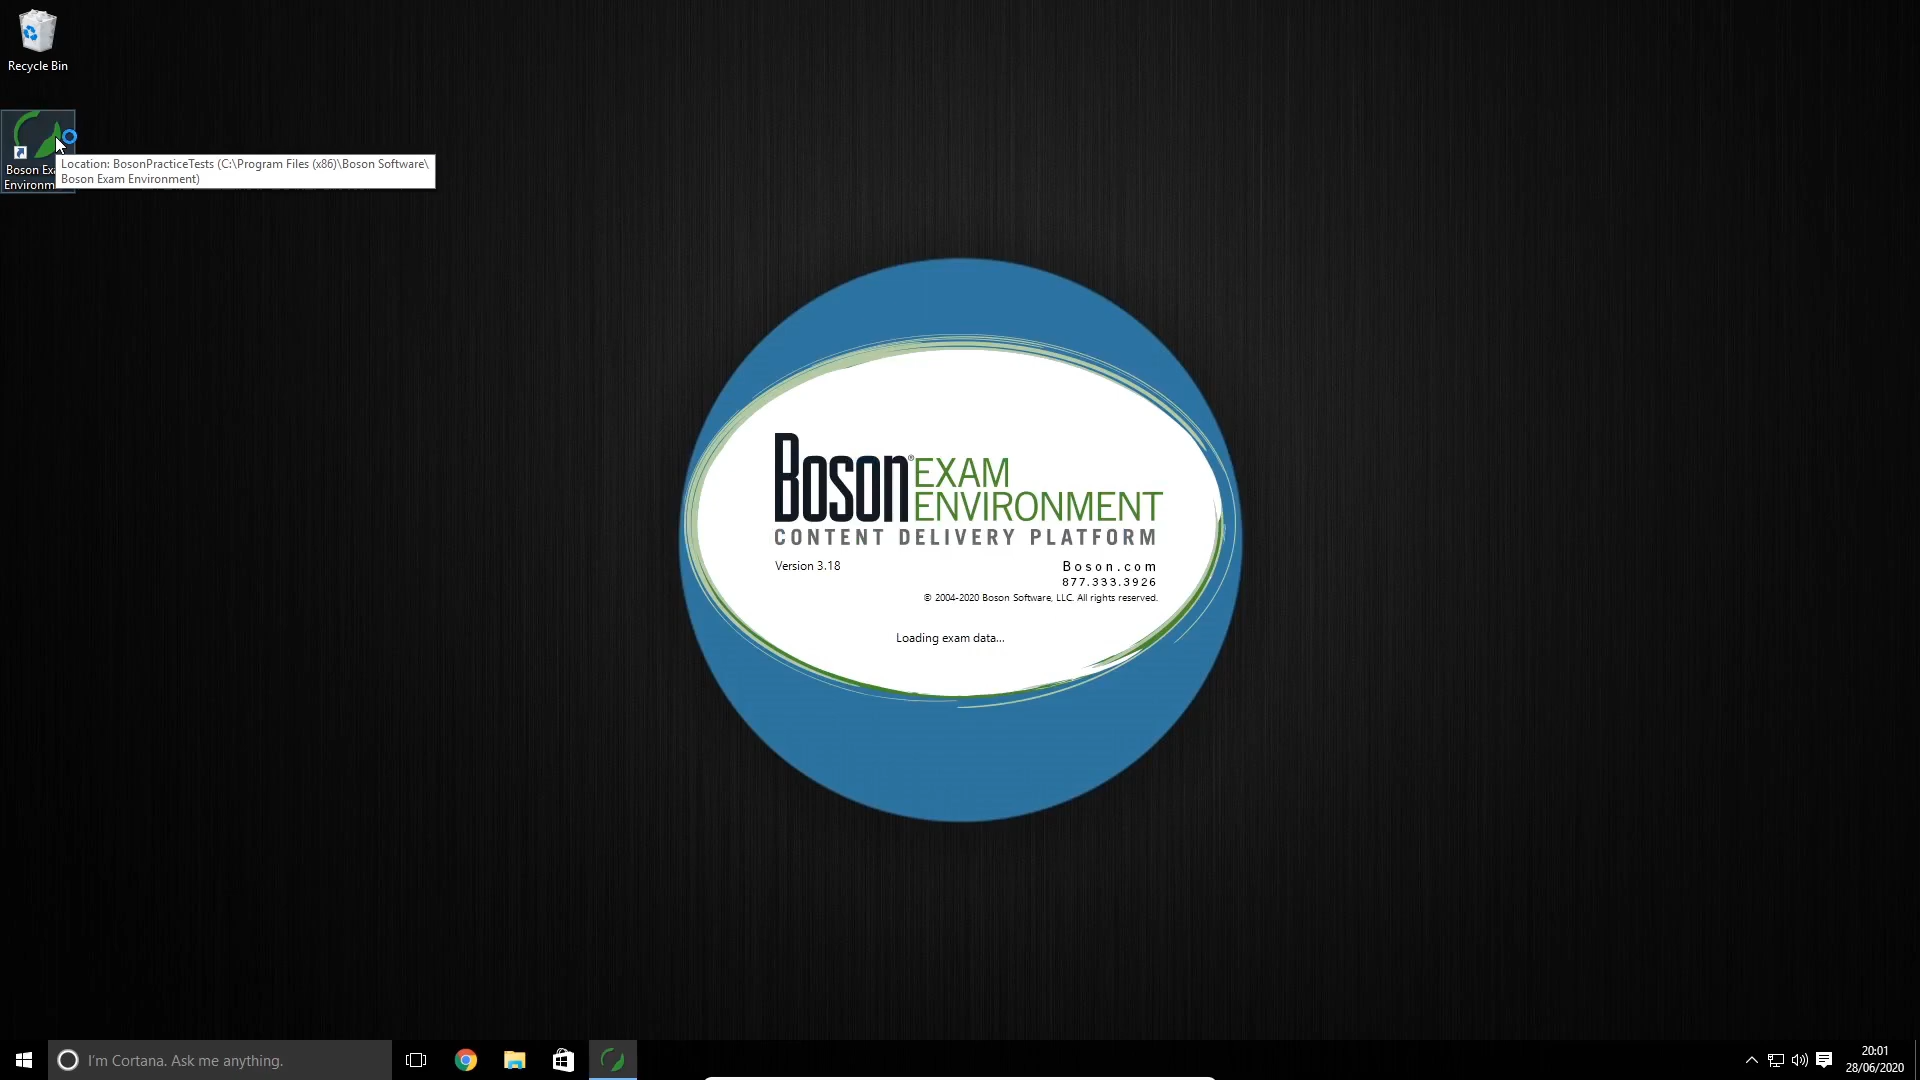 Recycle Bin
Boson Exa
Environm
Location: BosonPracticeTests (C:\Program Files (x86)\Boson Software\
Boson Exam Environment)
Boson® EXAM
ENVIRONMENT
CONTENT DELIVERY PLATFORM
Version 3.18
Boson.com
877.333.3926
© 2004-2020 Boson Software, LLC. All rights reserved.
Loading exam data...
I'm Cortana. Ask me anything.
20:01
28/06/2020